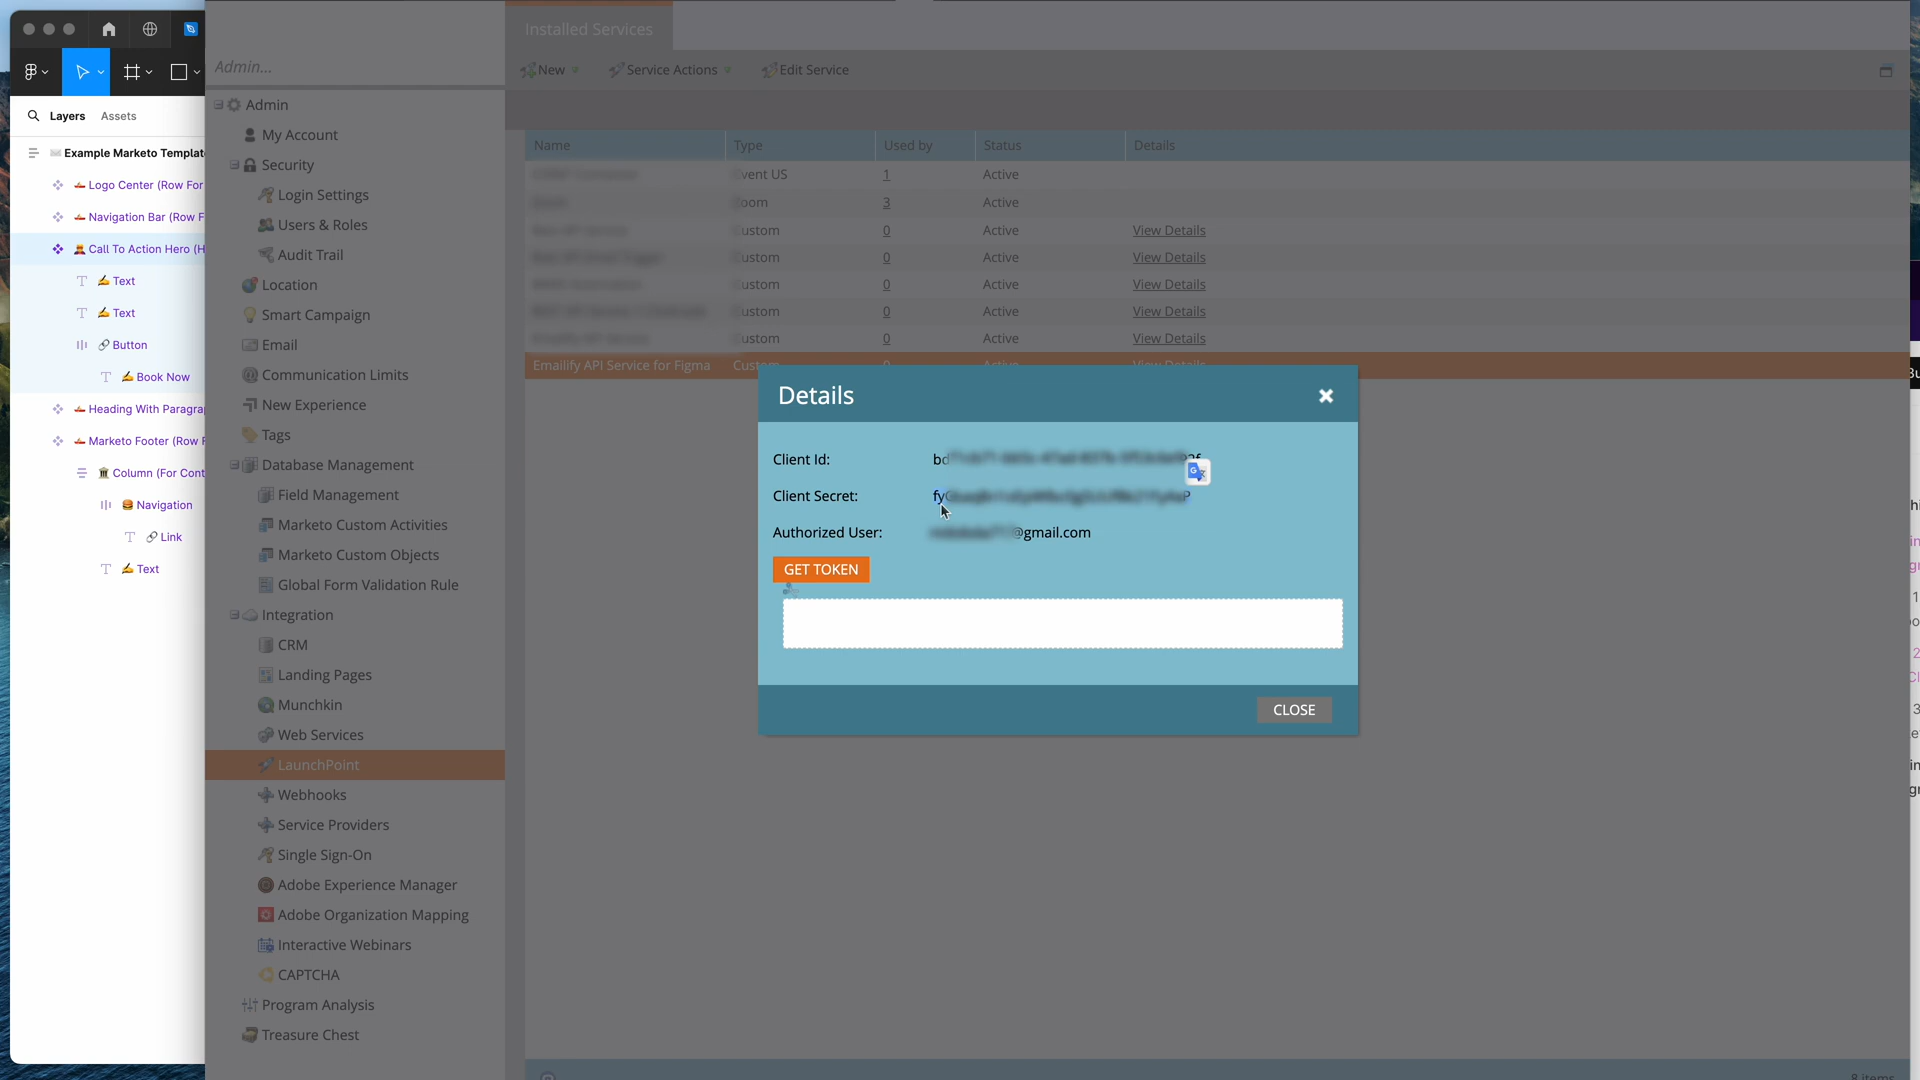 Layers Assets
Example Marketo Templat
Logo Center (Row For
Navigation Bar (Row F
Call To Action Hero (H
Text
Text
Button
Book Now
Heading With Paragra
Marketo Footer (Row F
Column (For Cont
Navigation
Link
Text
Admin...
Admin
My Account
Security
Login Settings
Users & Roles
Audit Trail
Location
Smart Campaign
Email
Communication Limits
New Experience
Tags
Database Management
Field Management
Marketo Custom Activities
Marketo Custom Objects
Global Form Validation Rule
Integration
CRM
Landing Pages
Munchkin
Web Services
LaunchPoint
Webhooks
Service Providers
Single Sign-On
Adobe Experience Manager
Adobe Organization Mapping
Interactive Webinars
CAPTCHA
Program Analysis
Treasure Chest
Installed Services
New Service Actions Edit Service
Name Type Used by Status Details
vent US 1 Active
oom 3 Active
ustom 0 Active View Details
ustom 0 Active View Details
ustom 0 Active View Details
ustom 0 Active View Details
ustom 0 Active View Details
Emailify API Service for Figma Custom 0 Active View Details
Details
Client Id:
Client Secret:
Authorized User: @gmail.com
GET TOKEN
CLOSE
8 items